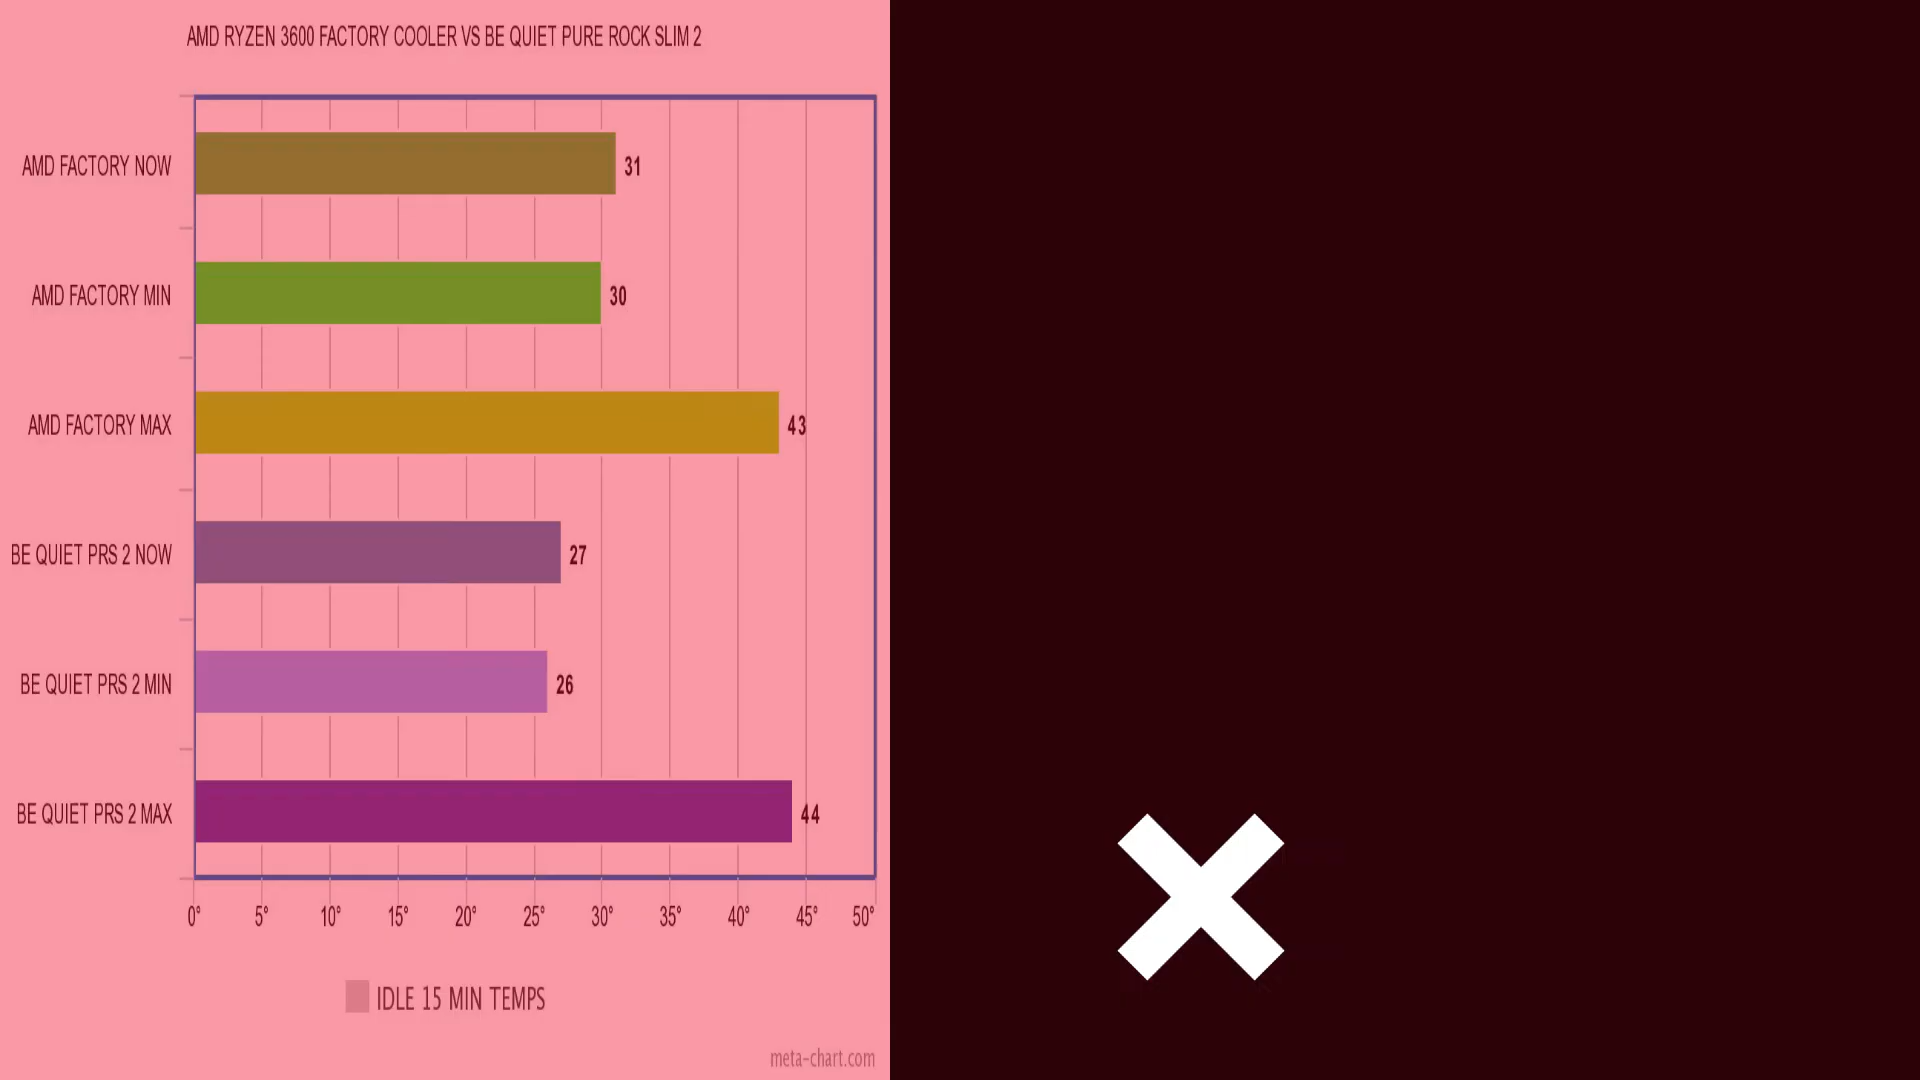 AMD RYZEN 3600 FACTORY COOLER VS BE QUIET PURE ROCK SLIM 2
AMD FACTORY NOW 31
AMD FACTORY MIN 30
AMD FACTORY MAX 43
BE QUIET PRS 2 NOW 27
BE QUIET PRS 2 MIN 26
BE QUIET PRS 2 MAX 44
0° 5° 10° 15° 20° 25° 30° 35° 40° 45° 50°
IDLE 15 MIN TEMPS
meta-chart.com